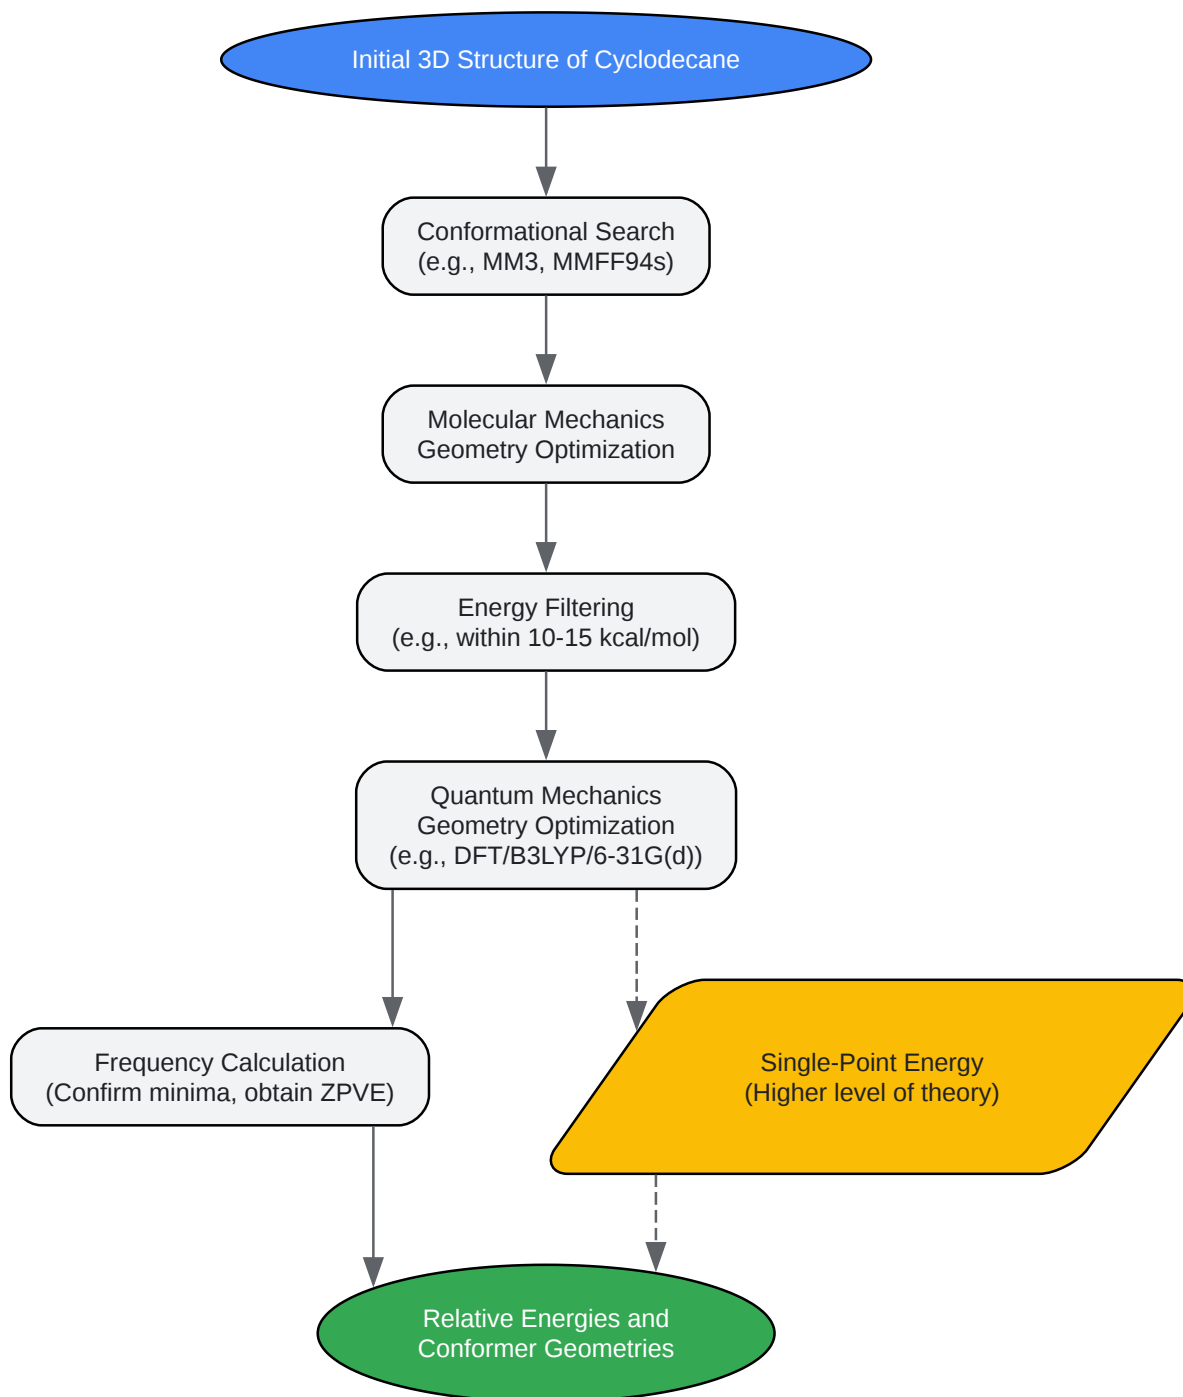 Initial 3D Structure of Cyclodecane
Conformational Search
(e.g., MM3, MMFF94s)
Molecular Mechanics
Geometry Optimization
Energy Filtering
(e.g., within 10-15 kcal/mol)
Quantum Mechanics
Geometry Optimization
(e.g., DFT/B3LYP/6-31G(d))
Frequency Calculation
(Confirm minima, obtain ZPVE)
Single-Point Energy
(Higher level of theory)
Relative Energies and
Conformer Geometries